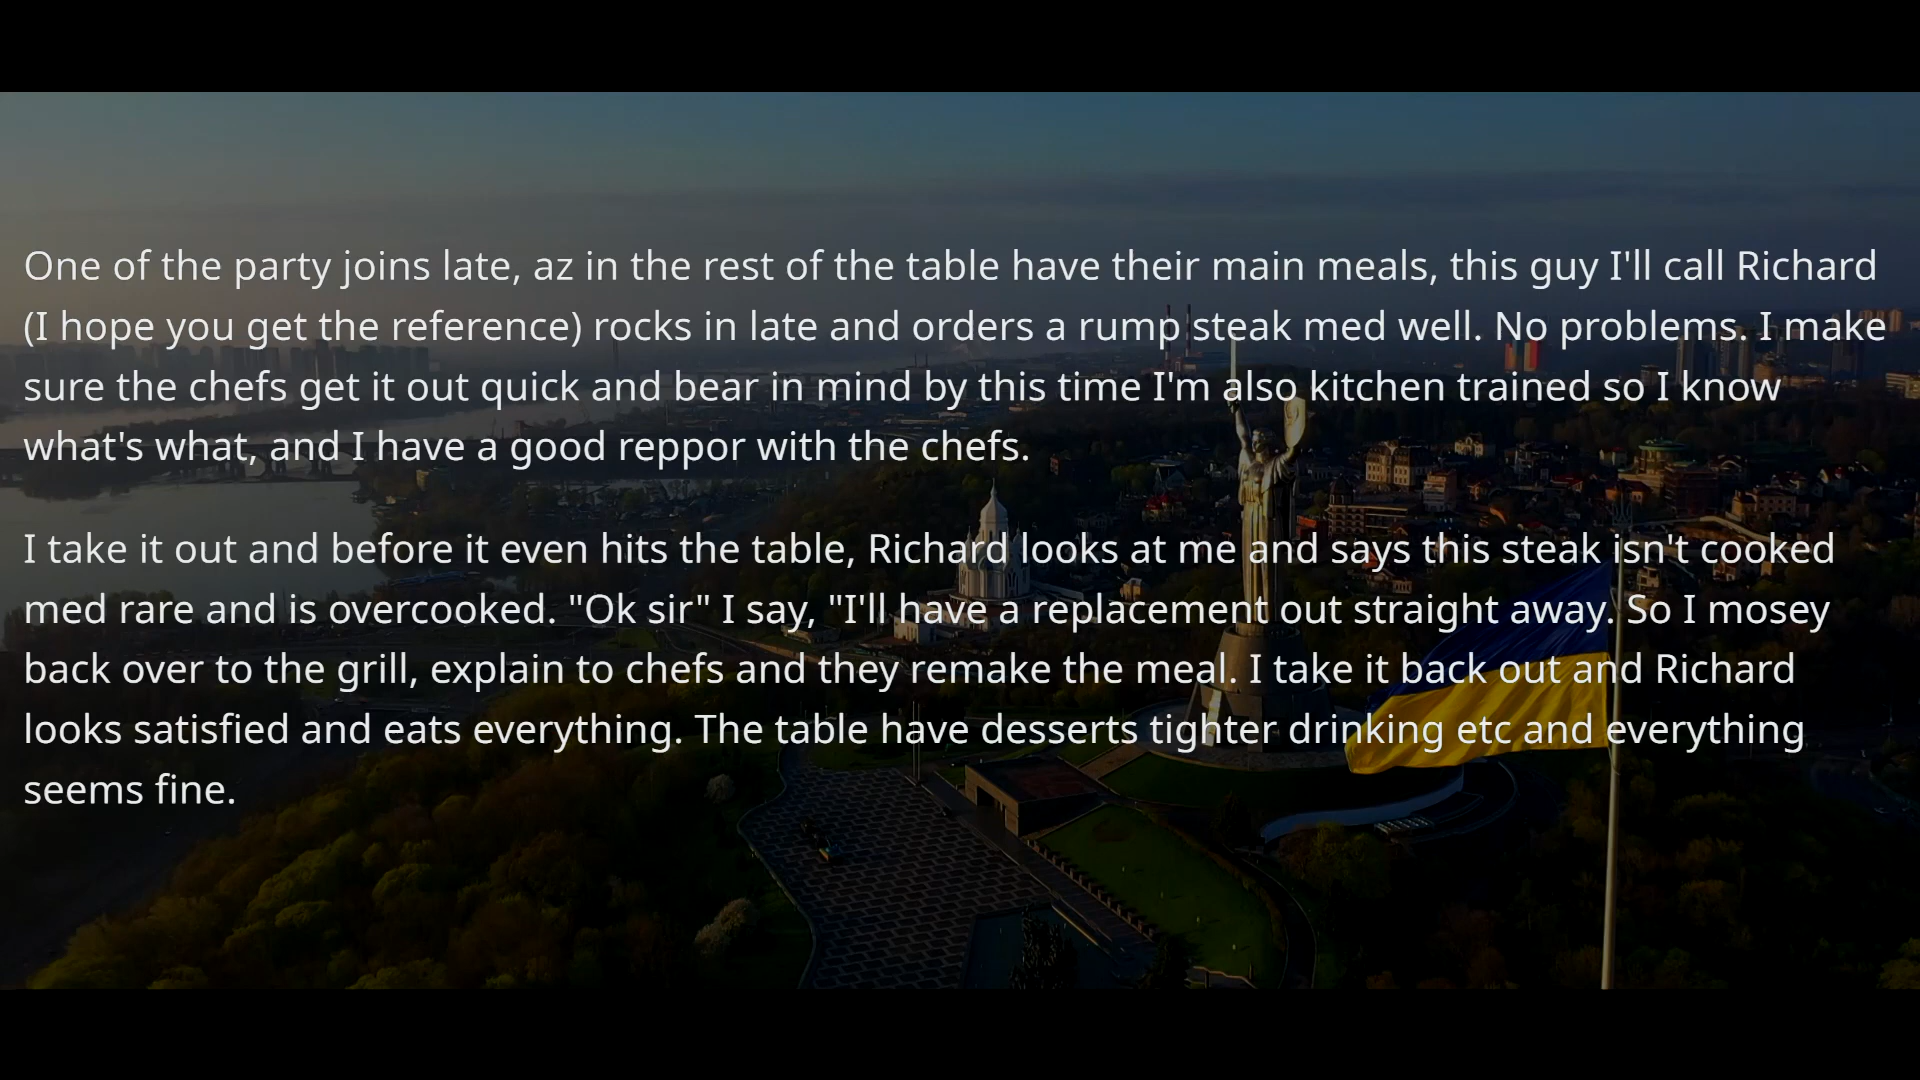 One of the party joins late, az in the rest of the table have their main meals, this guy I'll call Richard
(I hope you get the reference) rocks in late and orders a rump steak med well. No problems. I make
sure the chefs get it out quick and bear in mind by this time I'm also kitchen trained so I know
what's what, and I have a good reppor with the chefs.
I take it out and before it even hits the table, Richard looks at me and says this steak isn't cooked
med rare and is overcooked. "Ok sir" I say, "I'll have a replacement out straight away. So I mosey
back over to the grill, explain to chefs and they remake the meal. I take it back out and Richard
looks satisfied and eats everything. The table have desserts tighter drinking etc and everything
seems fine.